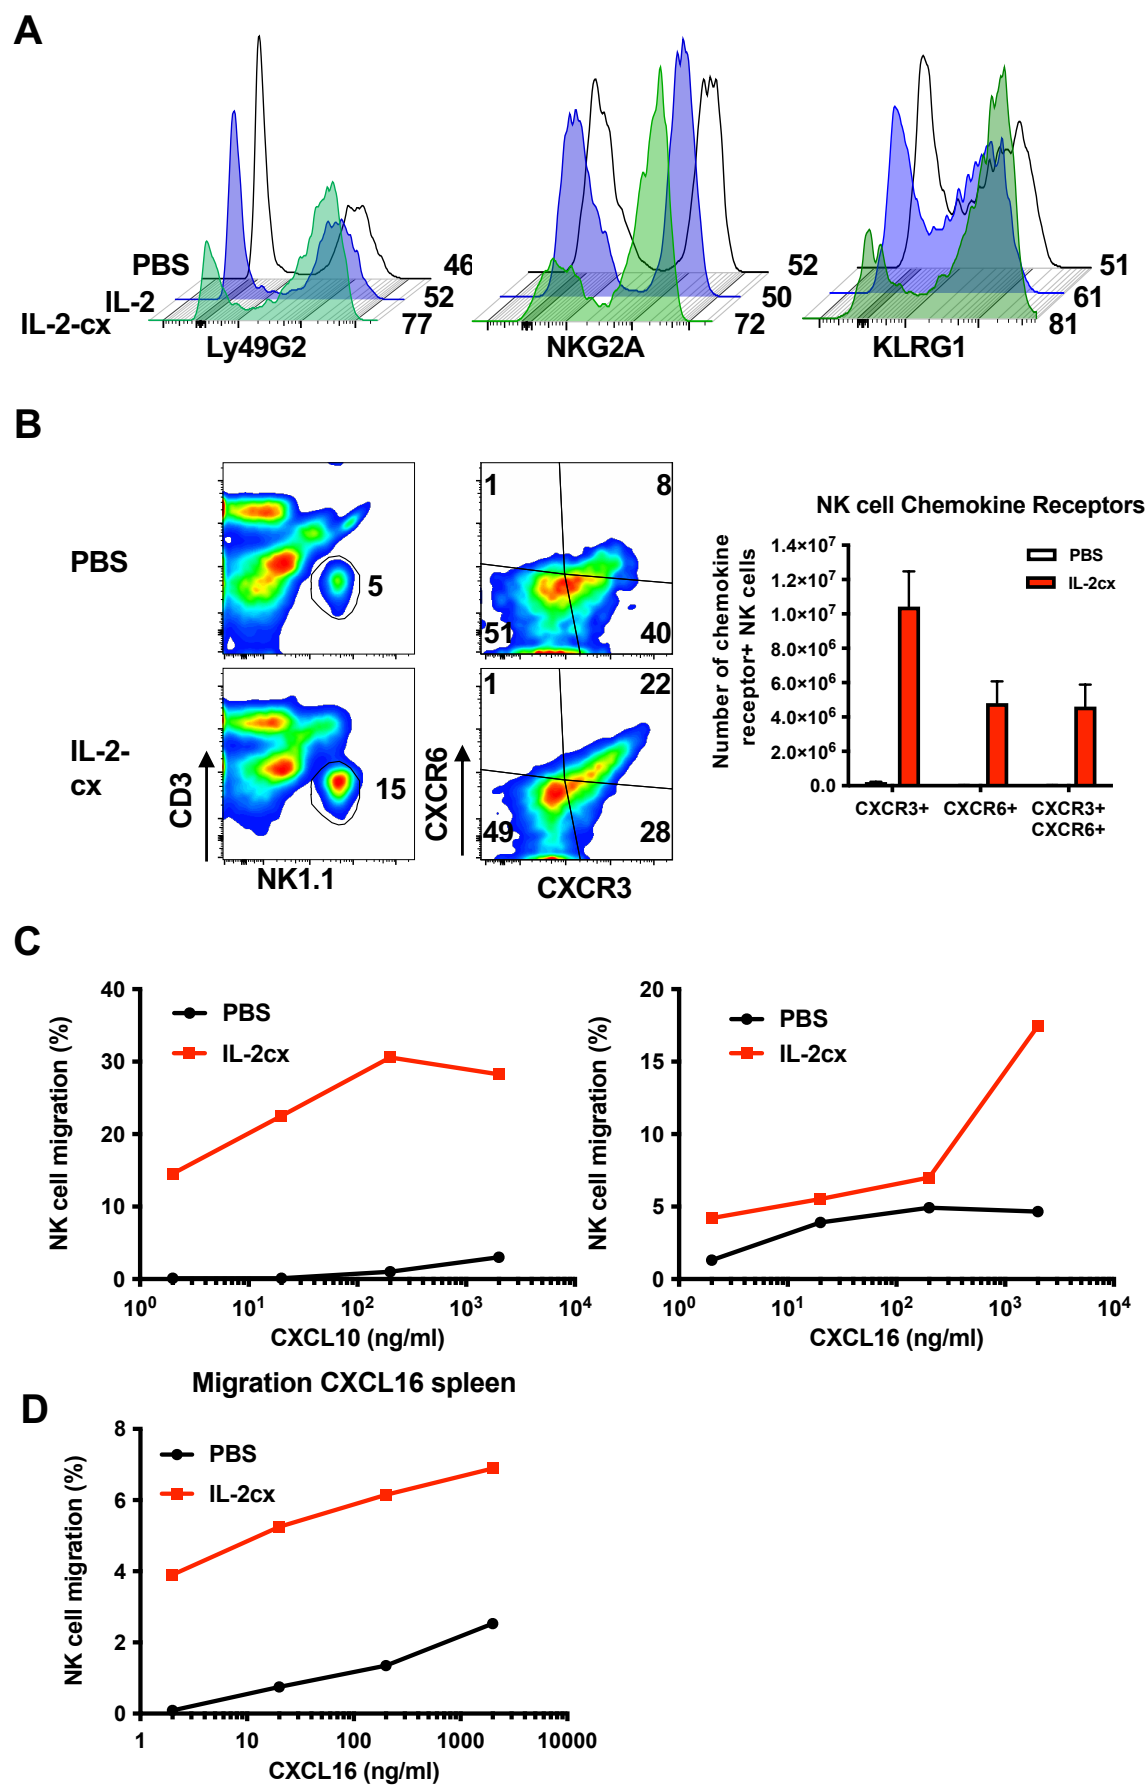 A
PBS
46
52
51
IL-2
52
50
61
IL-2-cx
77
72
81
Ly49G2
NKG2A
KLRG1
B
PBS
5
1
8
51
40
IL-2-
cx
15
1
22
49
28
CD3
NK1.1
CXCR6
CXCR3
NK cell Chemokine Receptors
Number of chemokine
receptor+ NK cells
1.4×10⁷
1.2×10⁷
1.0×10⁷
8.0×10⁶
6.0×10⁶
4.0×10⁶
2.0×10⁶
0.0
PBS
IL-2cx
CXCR3+
CXCR6+
CXCR3+
CXCR6+
C
NK cell migration (%)
40
30
20
10
0
PBS
IL-2cx
10⁰
10¹
10²
10³
10⁴
CXCL10 (ng/ml)
NK cell migration (%)
20
15
10
5
0
PBS
IL-2cx
10⁰
10¹
10²
10³
10⁴
CXCL16 (ng/ml)
D
Migration CXCL16 spleen
NK cell migration (%)
8
6
4
2
0
PBS
IL-2cx
1
10
100
1000
10000
CXCL16 (ng/ml)